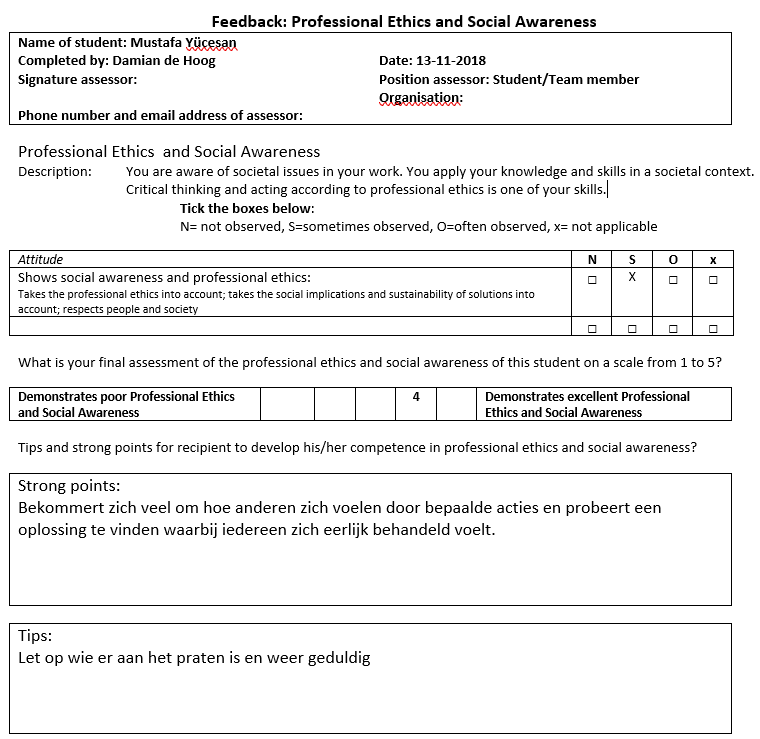 Feedback: Professional Ethics and Social Awareness
Name of student: Mustafa Yücesan
Completed by: Damian de Hoog Date: 13-11-2018
Signature assessor: Position assessor: Student/Team member
Organisation:
Phone number and email address of assessor:
Professional Ethics and Social Awareness
Description: You are aware of societal issues in your work. You apply your knowledge and skills in a societal context.
Critical thinking and acting according to professional ethics is one of your skills.
Tick the boxes below:
N= not observed, S=sometimes observed, O=often observed, x= not applicable
Attitude N S O x
Shows social awareness and professional ethics: ☐ X ☐ ☐
Takes the professional ethics into account; takes the social implications and sustainability of solutions into
account; respects people and society
☐ ☐ ☐ ☐
What is your final assessment of the professional ethics and social awareness of this student on a scale from 1 to 5?
Demonstrates poor Professional Ethics 4 Demonstrates excellent Professional
and Social Awareness Ethics and Social Awareness
Tips and strong points for recipient to develop his/her competence in professional ethics and social awareness?
Strong points:
Bekommert zich veel om hoe anderen zich voelen door bepaalde acties en probeert een
oplossing te vinden waarbij iedereen zich eerlijk behandeld voelt.
Tips:
Let op wie er aan het praten is en weer geduldig